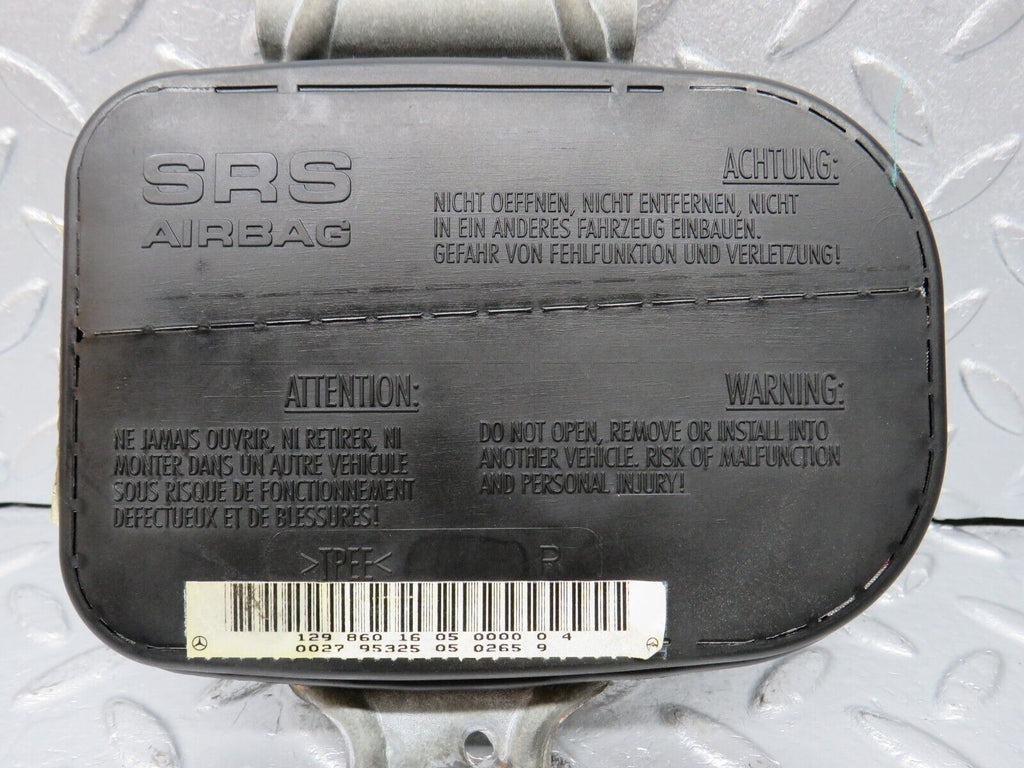 SRS
AIRBAG
ACHTUNG:
NICHT OEFFNEN, NICHT ENTFERNEN, NICHT
IN EIN ANDERES FAHRZEUG EINBAUEN.
GEFAHR VON FEHLFUNKTION UND VERLETZUNG!
ATTENTION:
NE JAMAIS OUVRIR, NI RETIRER, NI
MONTER DANS UN AUTRE VEHICULE
SOUS RISQUE DE FONCTIONNEMENT
DEFECTUEUX ET DE BLESSURES!
WARNING:
DO NOT OPEN, REMOVE OR INSTALL INTO
ANOTHER VEHICLE. RISK OF MALFUNCTION
AND PERSONAL INJURY!
>TPEE< R
129 860 16 05 0000 0 4
0027 95325 05 0265 9